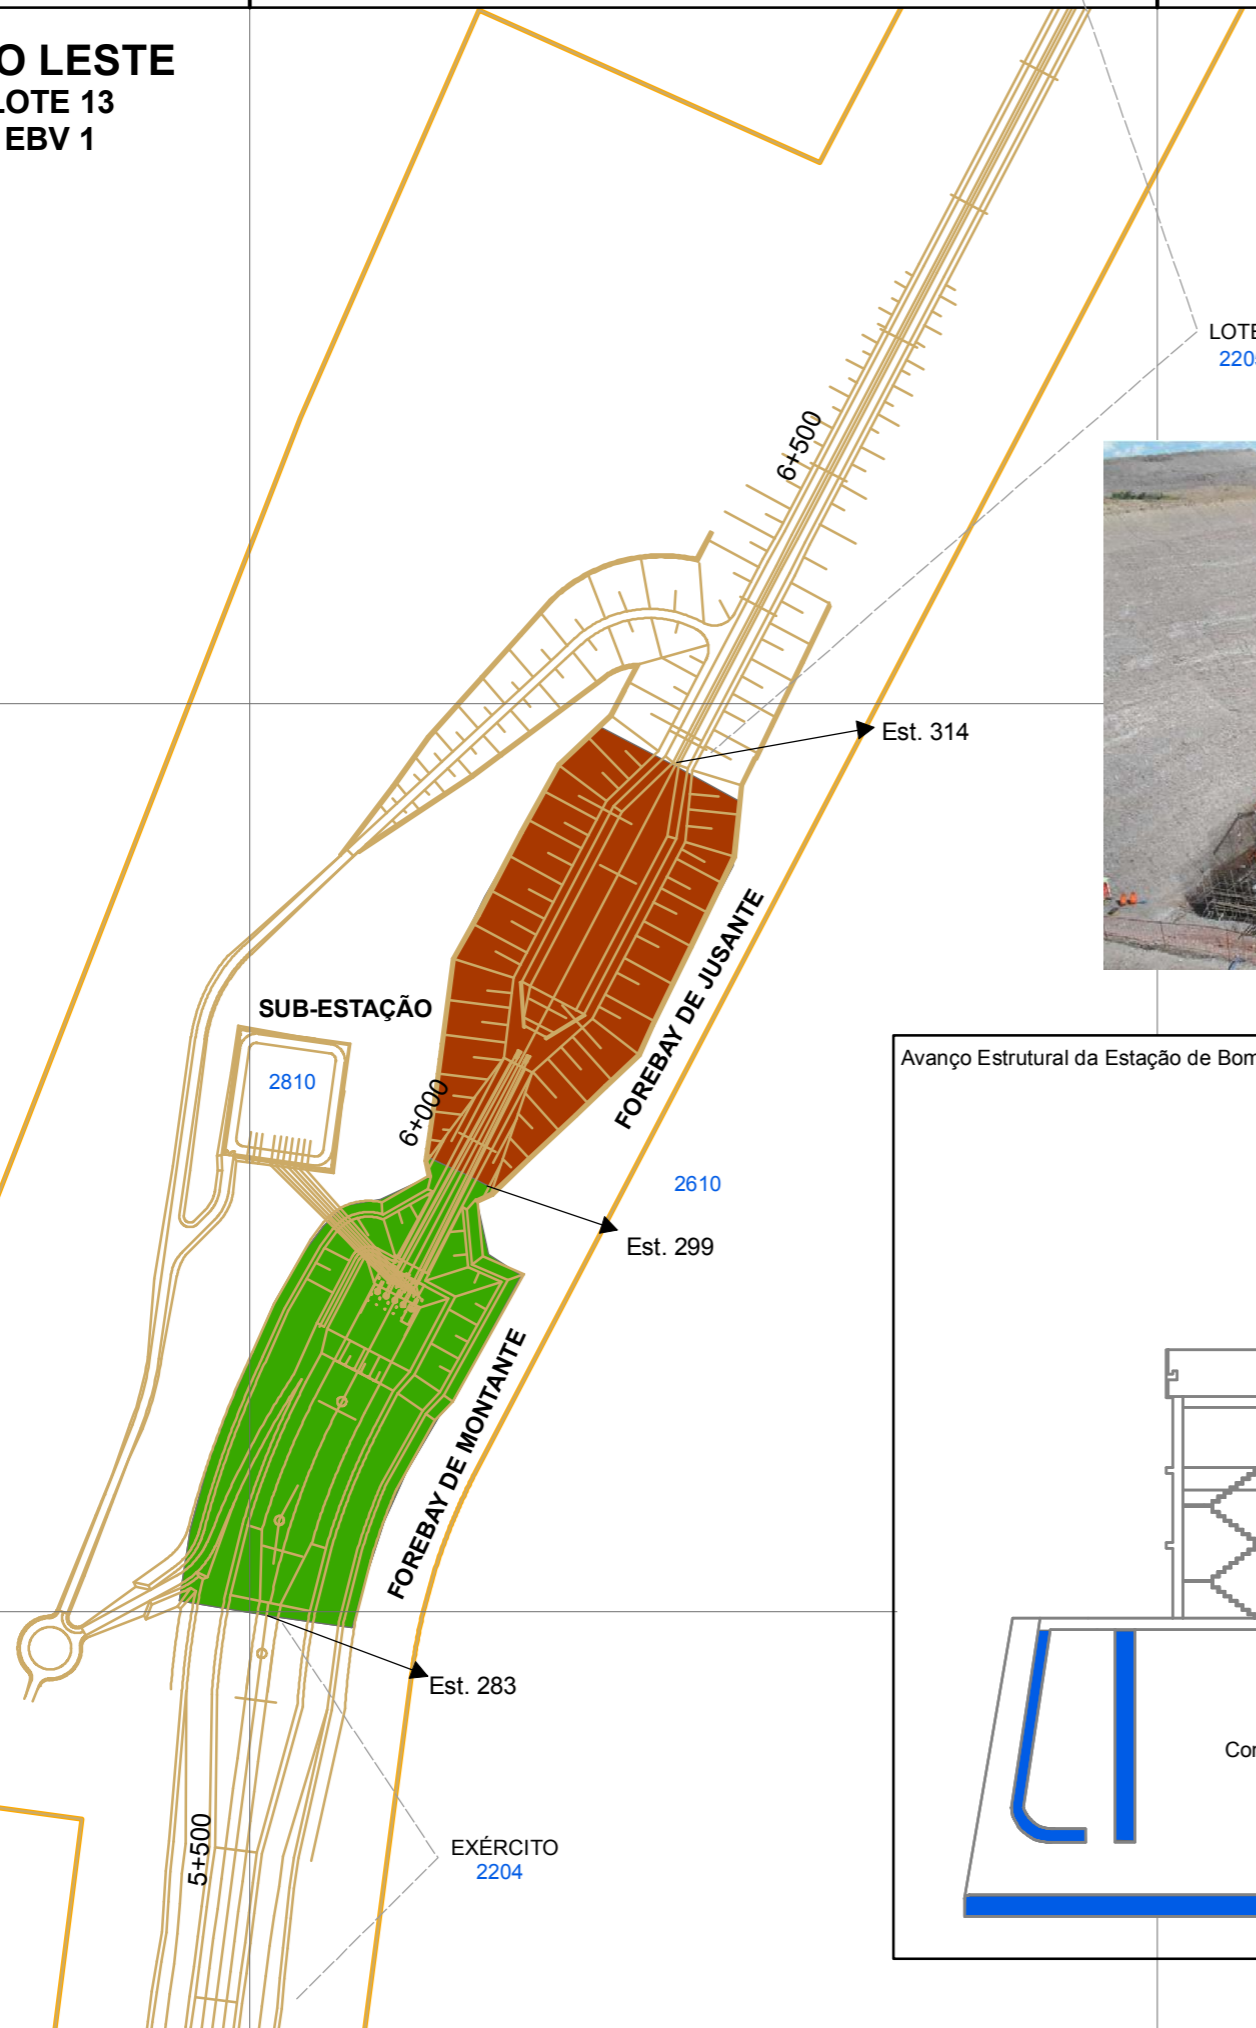 O LESTE
LOTE 13
EBV 1
LOTE
220
6+500
Est. 314
SUB-ESTAÇÃO
2810
FOREBAY DE JUSANTE
Avanço Estrutural da Estação de Bom
6+000
2610
Est. 299
FOREBAY DE MONTANTE
Est. 283
Con
5+500
EXÉRCITO
2204